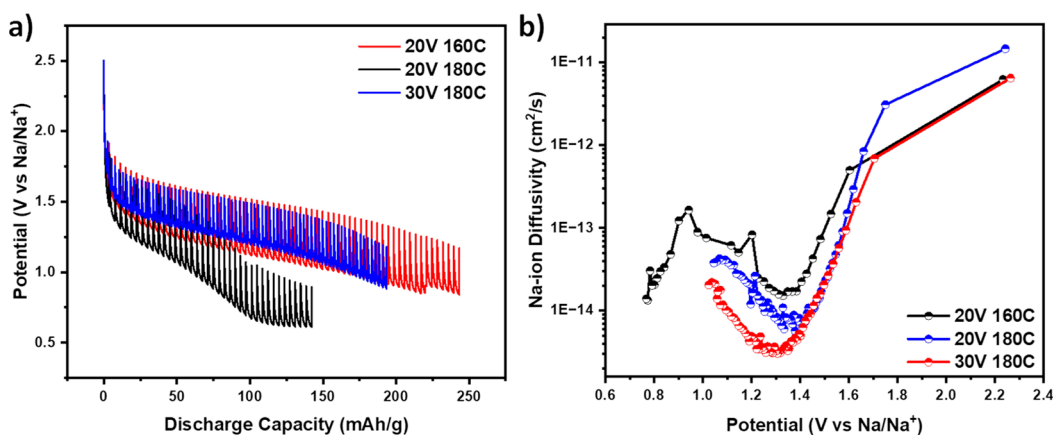 a)
20V 160C
20V 180C
30V 180C
2.5
2.0
1.5
1.0
0.5
Potential (V vs Na/Na+)
0 50 100 150 200 250
Discharge Capacity (mAh/g)
b)
1E-11
1E-12
1E-13
1E-14
Na-ion Diffusivity (cm²/s)
20V 160C
20V 180C
30V 180C
0.6 0.8 1.0 1.2 1.4 1.6 1.8 2.0 2.2 2.4
Potential (V vs Na/Na+)